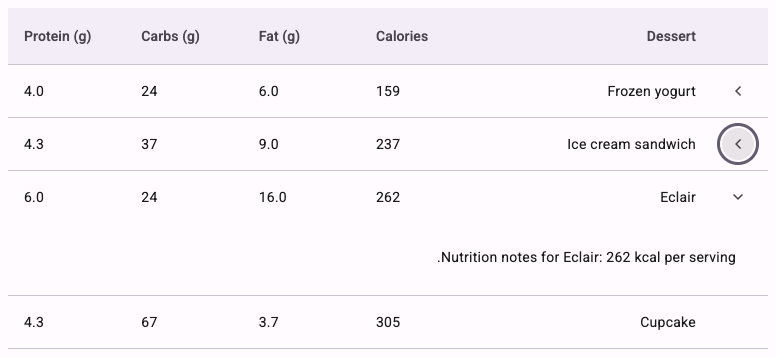 Protein (g) Carbs (g) Fat (g) Calories Dessert
4.0 24 6.0 159 Frozen yogurt
4.3 37 9.0 237 Ice cream sandwich
6.0 24 16.0 262 Eclair
.Nutrition notes for Eclair: 262 kcal per serving
4.3 67 3.7 305 Cupcake